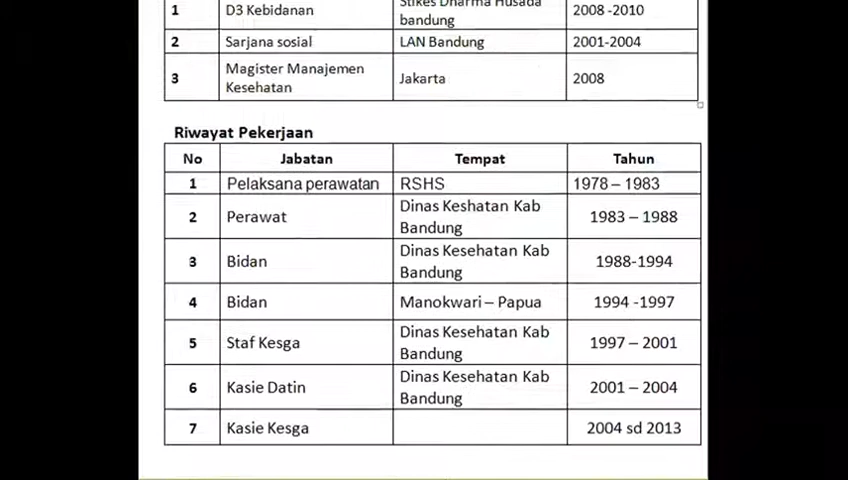 Stikes Dharma Husada
1 D3 Kebidanan bandung 2008 -2010
2 Sarjana sosial LAN Bandung 2001-2004
3 Magister Manajemen Kesehatan Jakarta 2008
Riwayat Pekerjaan
No Jabatan Tempat Tahun
1 Pelaksana perawatan RSHS 1978 – 1983
2 Perawat Dinas Keshatan Kab Bandung 1983 – 1988
3 Bidan Dinas Kesehatan Kab Bandung 1988-1994
4 Bidan Manokwari – Papua 1994 -1997
5 Staf Kesga Dinas Kesehatan Kab Bandung 1997 – 2001
6 Kasie Datin Dinas Kesehatan Kab Bandung 2001 – 2004
7 Kasie Kesga 2004 sd 2013